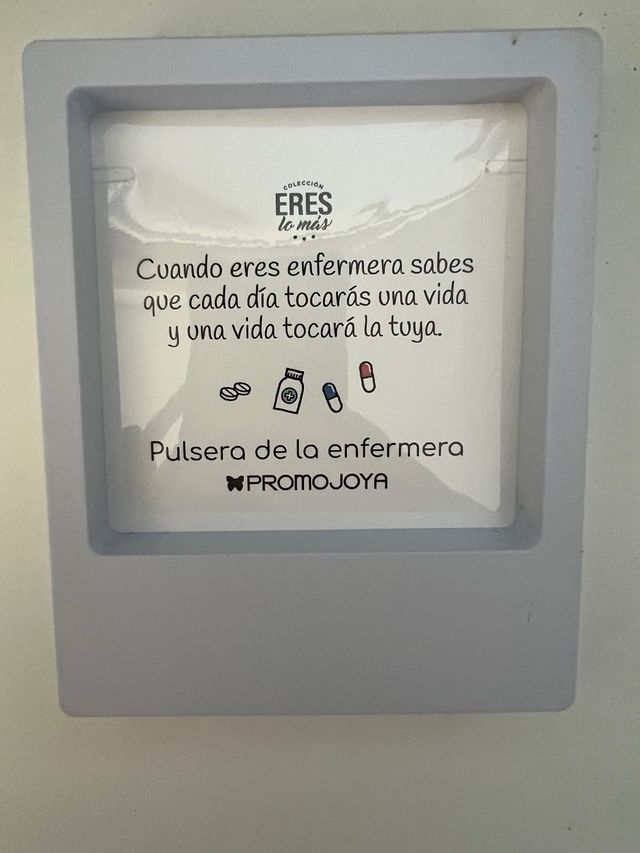 COLECCIÓN
ERES
lo más
Cuando eres enfermera sabes
que cada día tocarás una vida
y una vida tocará la tuya.
Pulsera de la enfermera
PROMOJOYA